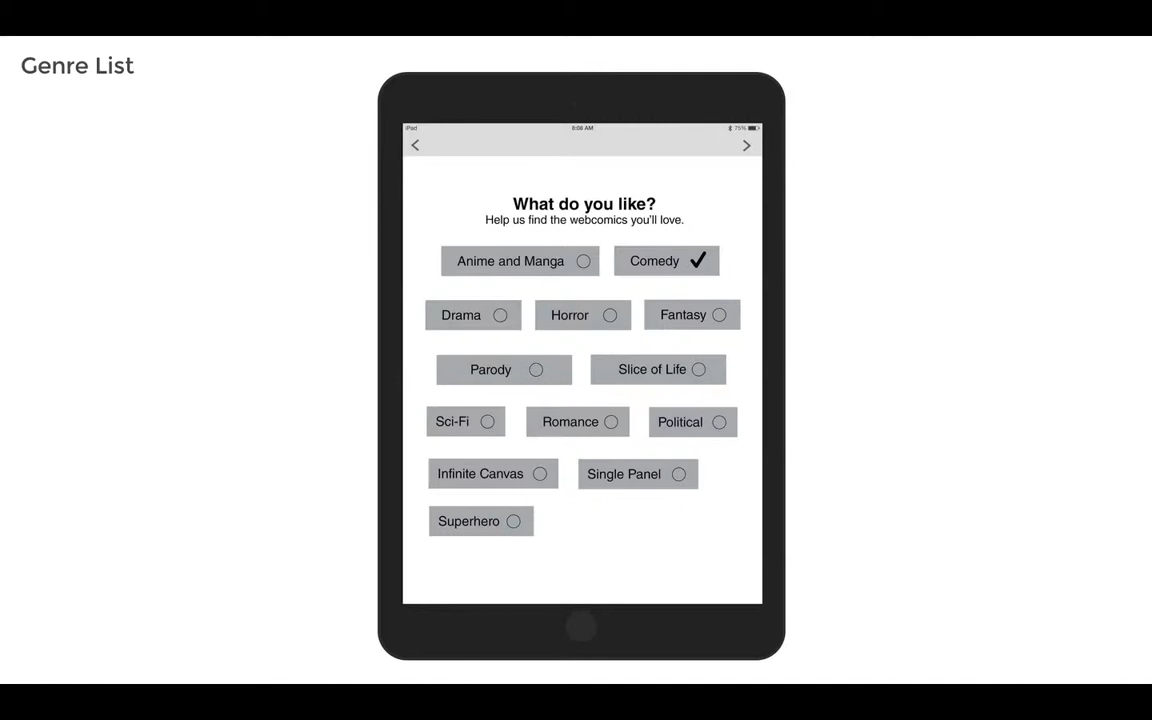 Genre List
iPad 8:08 AM 75%
What do you like?
Help us find the webcomics you'll love.
Anime and Manga Comedy
Drama Horror Fantasy
Parody Slice of Life
Sci-Fi Romance Political
Infinite Canvas Single Panel
Superhero